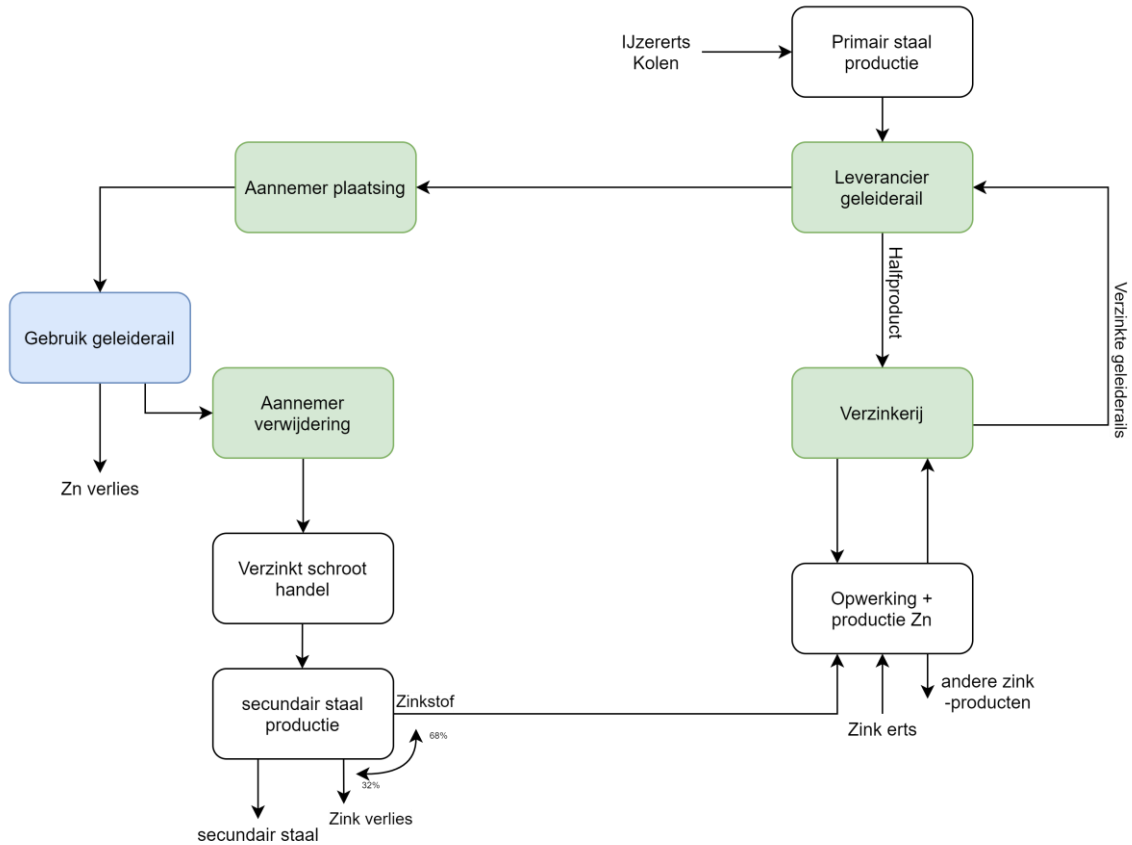 IJzererts
Kolen
Primair staal
productie
Aannemer plaatsing
Leverancier
geleiderail
Halfproduct
Verzinkte geleiderails
Gebruik geleiderail
Aannemer
verwijdering
Verzinkerij
Zn verlies
Verzinkt schroot
handel
Opwerking +
productie Zn
secundair staal
productie
Zinkstof
68%
32%
andere zink
-producten
Zink erts
Zink verlies
secundair staal